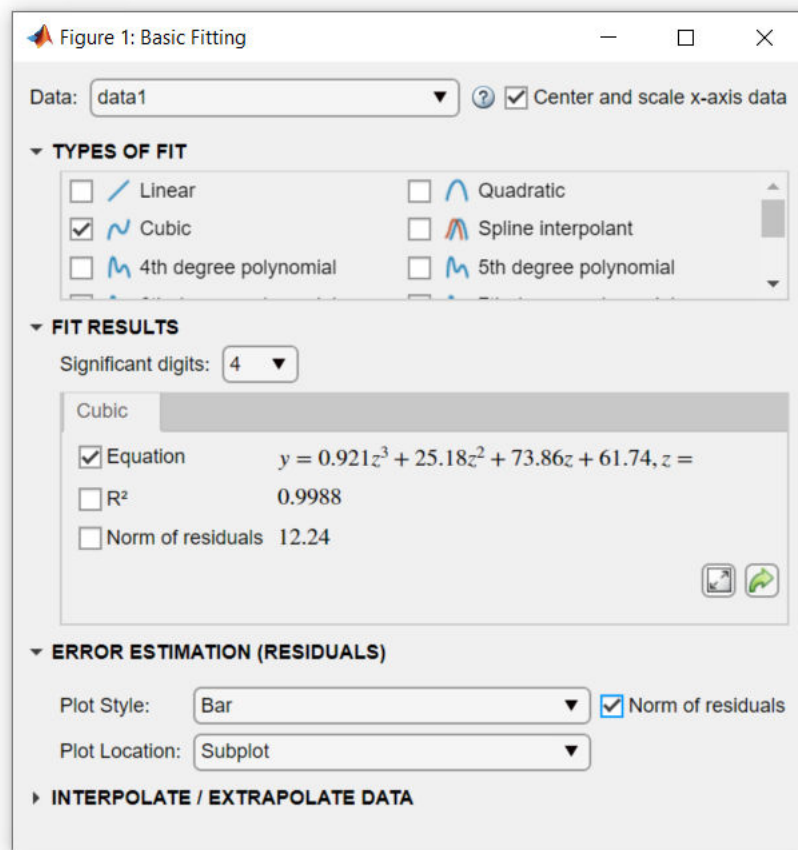 Figure 1: Basic Fitting
Data: data1 Center and scale x-axis data
TYPES OF FIT
Linear Quadratic
Cubic Spline interpolant
4th degree polynomial 5th degree polynomial
FIT RESULTS
Significant digits: 4
Cubic
Equation y = 0.921z³ + 25.18z² + 73.86z + 61.74, z =
R² 0.9988
Norm of residuals 12.24
ERROR ESTIMATION (RESIDUALS)
Plot Style: Bar Norm of residuals
Plot Location: Subplot
INTERPOLATE / EXTRAPOLATE DATA